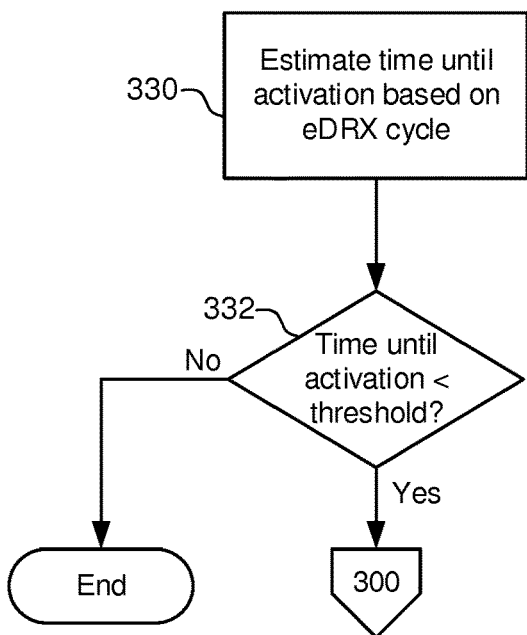 330
Estimate time until
activation based on
eDRX cycle
332
Time until
activation <
threshold?
No
Yes
End
300